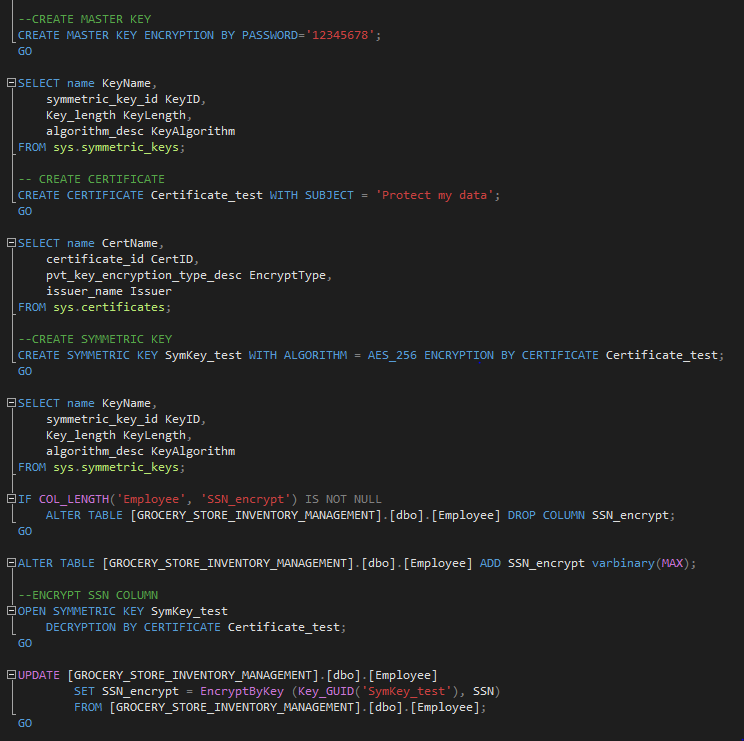 --CREATE MASTER KEY
CREATE MASTER KEY ENCRYPTION BY PASSWORD='12345678';
GO
SELECT name KeyName,
symmetric_key_id KeyID,
Key_length KeyLength,
algorithm_desc KeyAlgorithm
FROM sys.symmetric_keys;
-- CREATE CERTIFICATE
CREATE CERTIFICATE Certificate_test WITH SUBJECT = 'Protect my data';
GO
SELECT name CertName,
certificate_id CertID,
pvt_key_encryption_type_desc EncryptType,
issuer_name Issuer
FROM sys.certificates;
--CREATE SYMMETRIC KEY
CREATE SYMMETRIC KEY SymKey_test WITH ALGORITHM = AES_256 ENCRYPTION BY CERTIFICATE Certificate_test;
GO
SELECT name KeyName,
symmetric_key_id KeyID,
Key_length KeyLength,
algorithm_desc KeyAlgorithm
FROM sys.symmetric_keys;
IF COL_LENGTH('Employee', 'SSN_encrypt') IS NOT NULL
ALTER TABLE [GROCERY_STORE_INVENTORY_MANAGEMENT].[dbo].[Employee] DROP COLUMN SSN_encrypt;
GO
ALTER TABLE [GROCERY_STORE_INVENTORY_MANAGEMENT].[dbo].[Employee] ADD SSN_encrypt varbinary(MAX);
--ENCRYPT SSN COLUMN
OPEN SYMMETRIC KEY SymKey_test
DECRYPTION BY CERTIFICATE Certificate_test;
GO
UPDATE [GROCERY_STORE_INVENTORY_MANAGEMENT].[dbo].[Employee]
SET SSN_encrypt = EncryptByKey (Key_GUID('SymKey_test'), SSN)
FROM [GROCERY_STORE_INVENTORY_MANAGEMENT].[dbo].[Employee];
GO